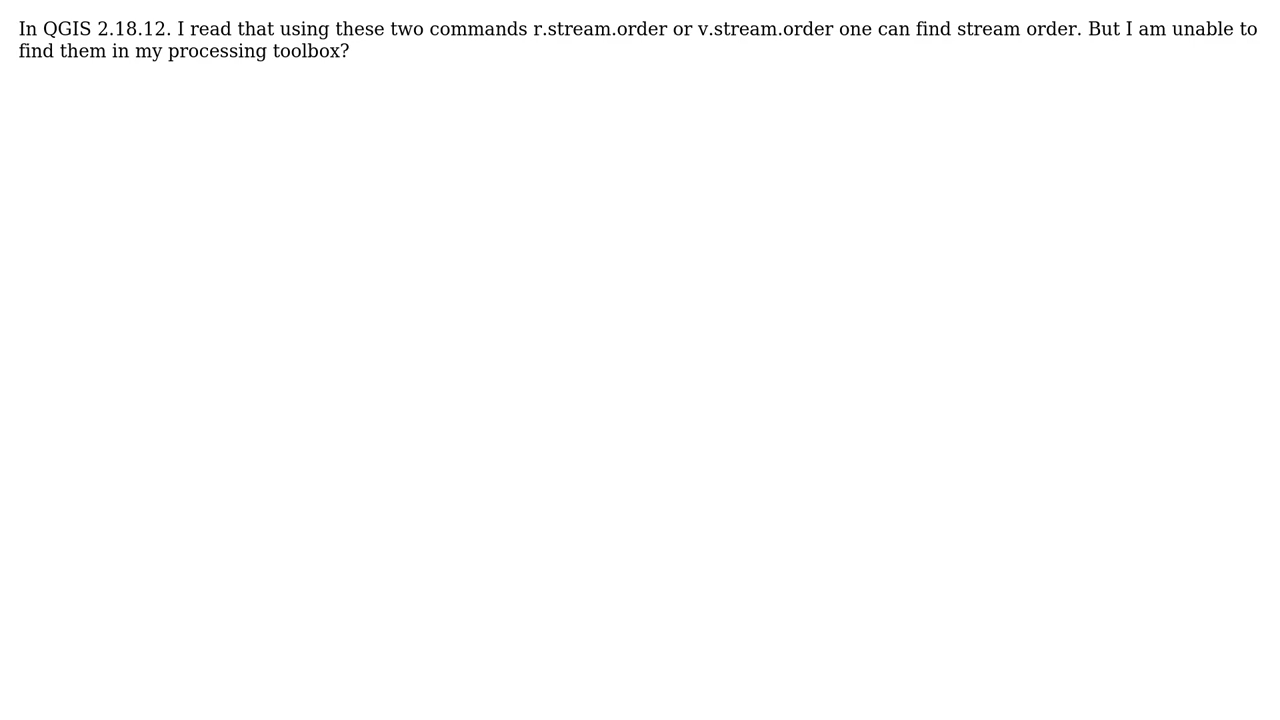 In QGIS 2.18.12. I read that using these two commands r.stream.order or v.stream.order one can find stream order. But I am unable to
find them in my processing toolbox?